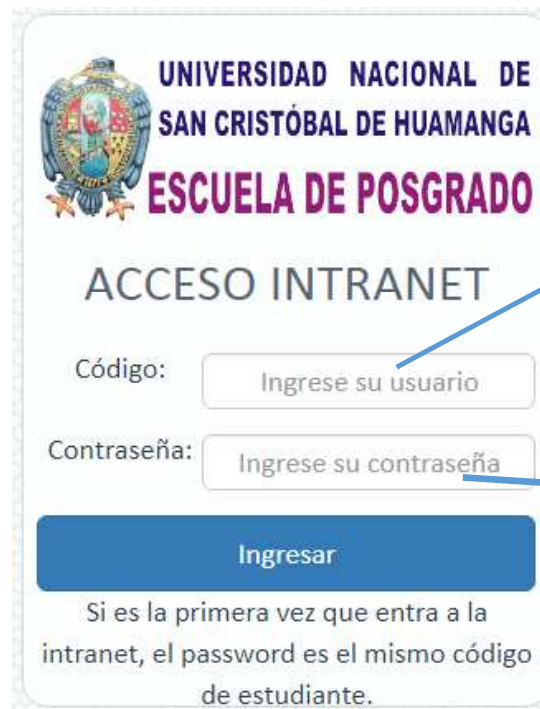 UNIVERSIDAD NACIONAL DE
SAN CRISTÓBAL DE HUAMANGA
ESCUELA DE POSGRADO
ACCESO INTRANET
Código:
Ingrese su usuario
Contraseña:
Ingrese su contraseña
Ingresar
Si es la primera vez que entra a la
intranet, el password es el mismo código
de estudiante.